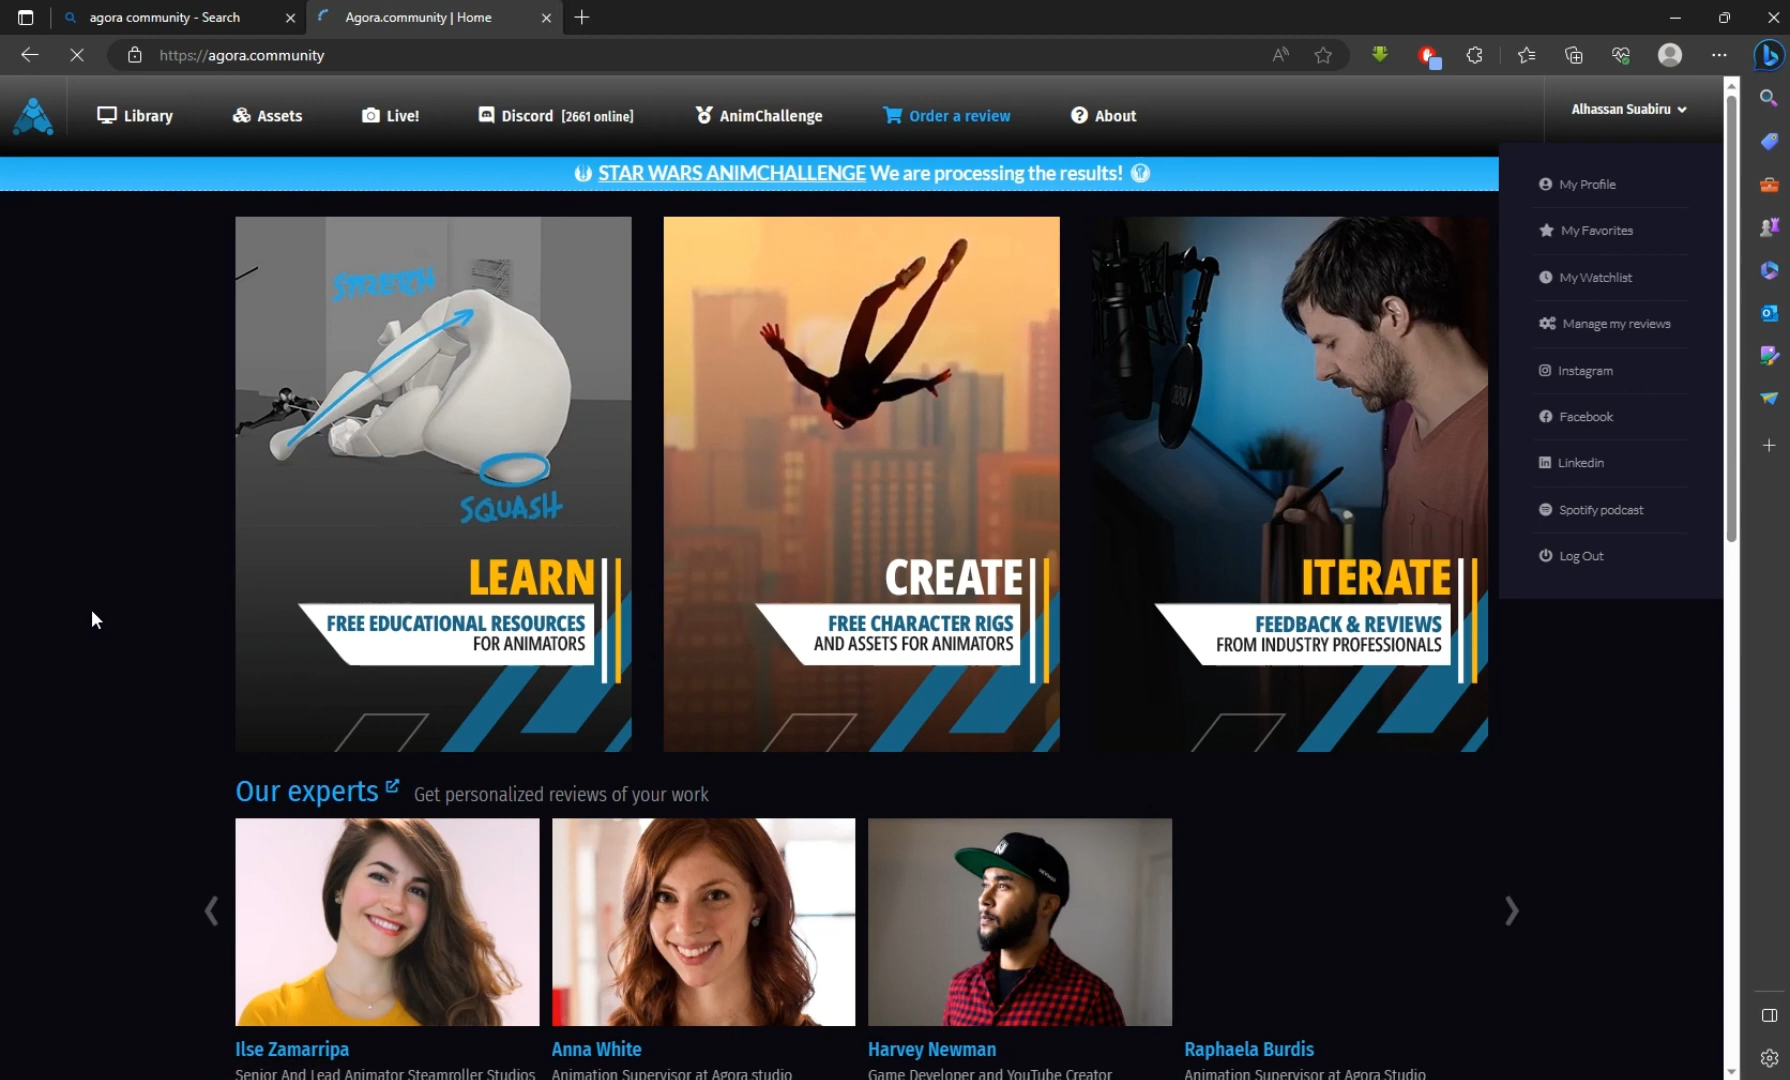 agora community - Search
Agora.community | Home
https://agora.community
Library
Assets
Live!
Discord [2661 online]
AnimChallenge
Order a review
About
Alhassan Suabiru
STAR WARS ANIMCHALLENGE We are processing the results!
My Profile
My Favorites
My Watchlist
Manage my reviews
Instagram
Facebook
Linkedin
Spotify podcast
Log Out
STRETCH
SQUASH
LEARN
FREE EDUCATIONAL RESOURCES
FOR ANIMATORS
CREATE
FREE CHARACTER RIGS
AND ASSETS FOR ANIMATORS
ITERATE
FEEDBACK & REVIEWS
FROM INDUSTRY PROFESSIONALS
Our experts Get personalized reviews of your work
Ilse Zamarripa
Anna White
Harvey Newman
Raphaela Burdis
Senior And Lead Animator Steamroller Studios
Animation Supervisor at Agora studio
Game Developer and YouTube Creator
Animation Supervisor at Agora Studio